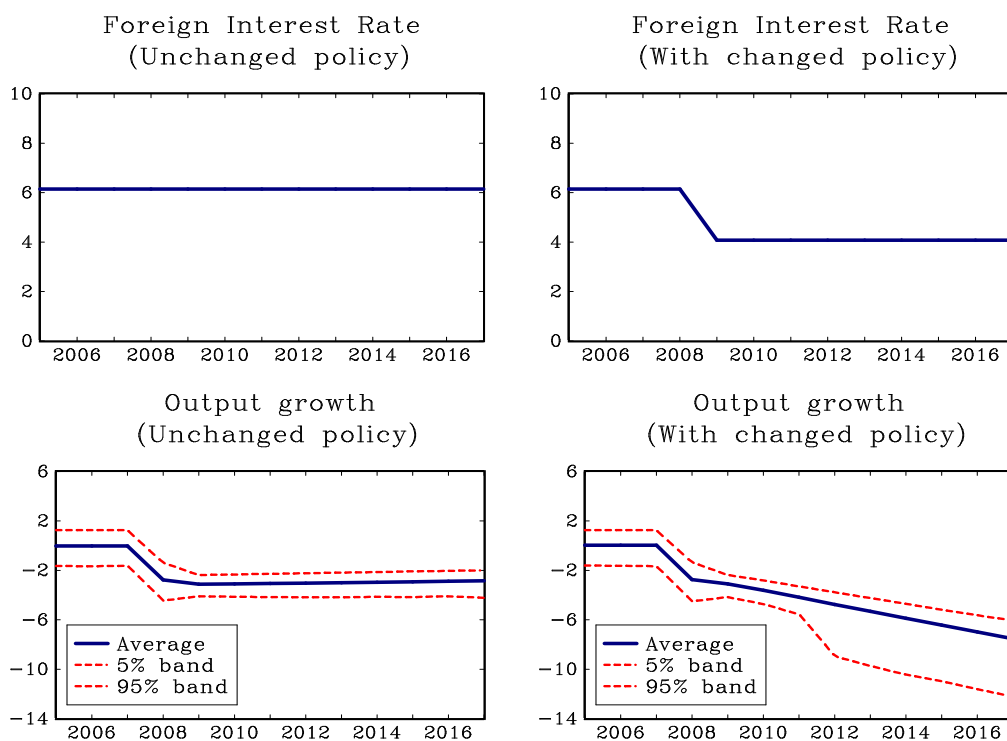 Foreign Interest Rate
(Unchanged policy)
10
8
6
4
2
0
2006 2008 2010 2012 2014 2016
Foreign Interest Rate
(With changed policy)
10
8
6
4
2
0
2006 2008 2010 2012 2014 2016
Output growth
(Unchanged policy)
6
2
−2
−6
−10
−14
Average
5% band
95% band
2006 2008 2010 2012 2014 2016
Output growth
(With changed policy)
6
2
−2
−6
−10
−14
Average
5% band
95% band
2006 2008 2010 2012 2014 2016